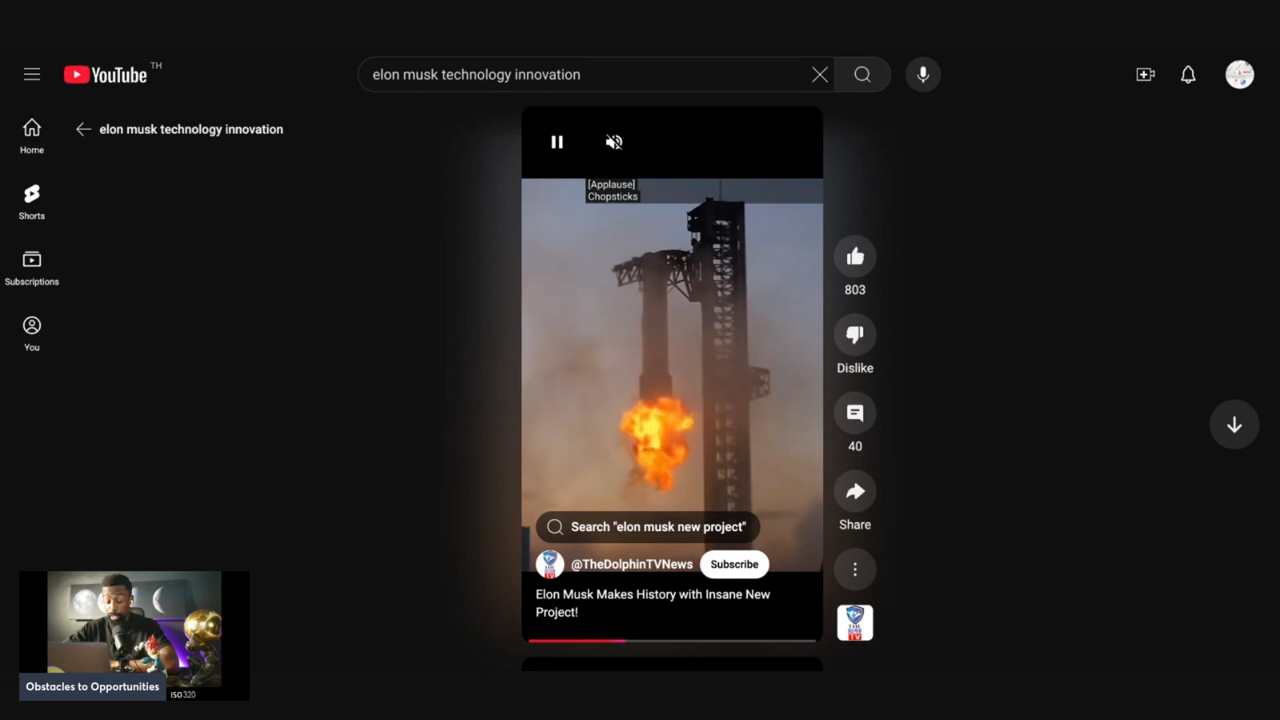 YouTube TH
elon musk technology innovation
elon musk technology innovation
Home
Shorts
Subscriptions
You
[Applause]
Chopsticks
803
Dislike
40
Share
Search "elon musk new project"
@TheDolphinTVNews Subscribe
Elon Musk Makes History with Insane New
Project!
Obstacles to Opportunities
ISO 320